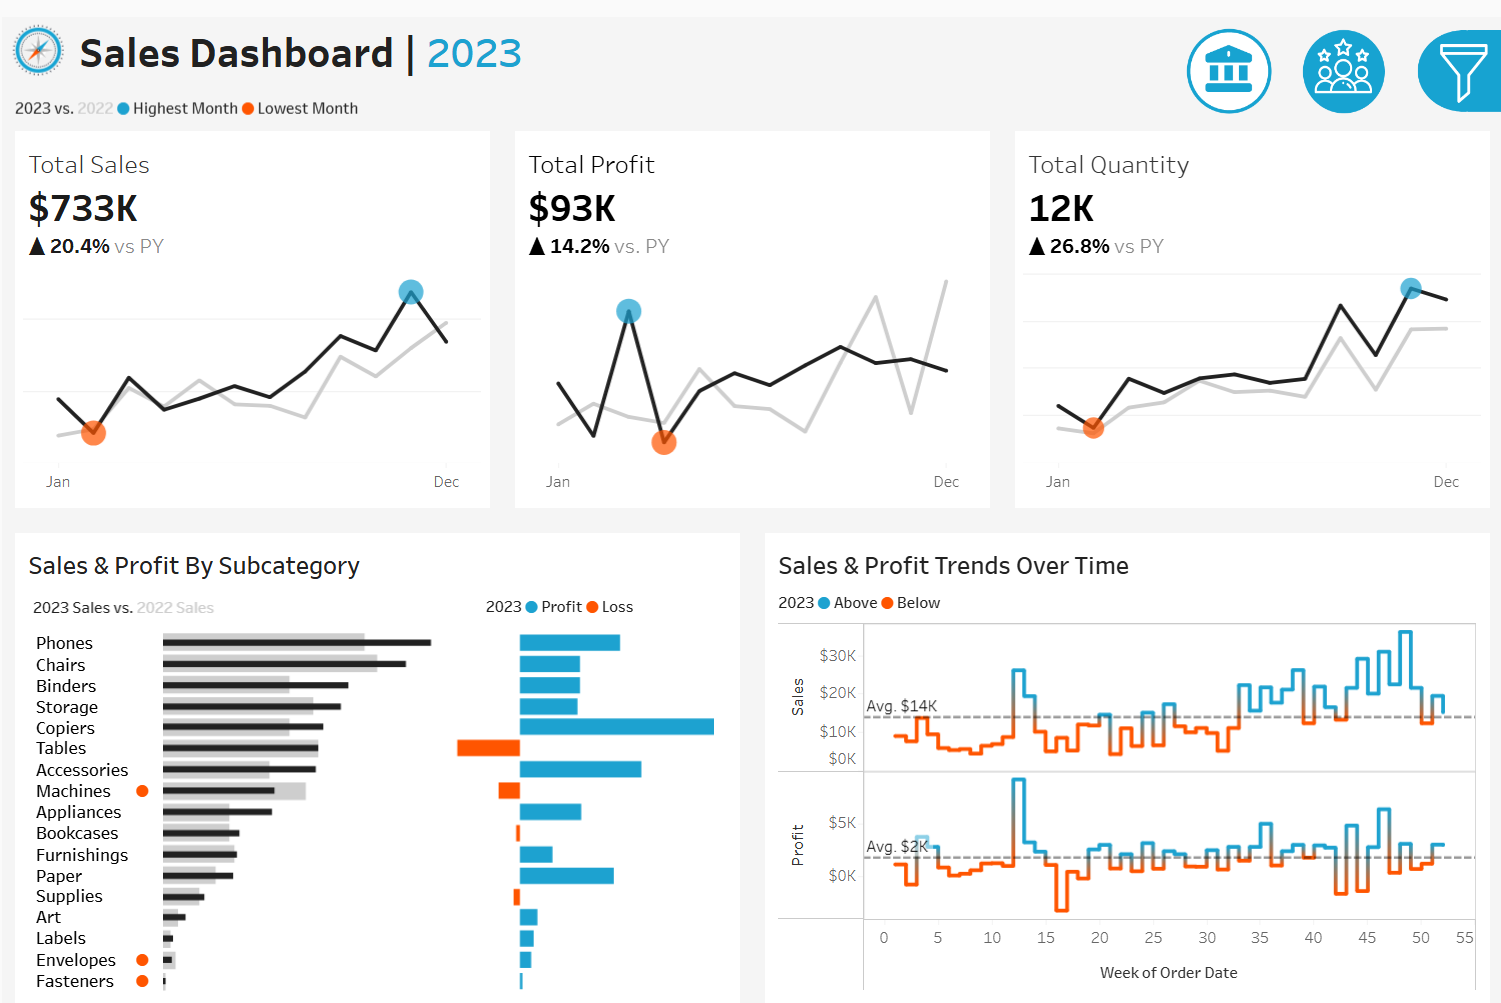 Sales Dashboard | 2023
2023 vs. 2022 Highest Month Lowest Month
Total Sales
$733K
▲ 20.4% vs PY
Jan Dec
Total Profit
$93K
▲ 14.2% vs. PY
Jan Dec
Total Quantity
12K
▲ 26.8% vs PY
Jan Dec
Sales & Profit By Subcategory
2023 Sales vs. 2022 Sales
2023 Profit Loss
Phones
Chairs
Binders
Storage
Copiers
Tables
Accessories
Machines
Appliances
Bookcases
Furnishings
Paper
Supplies
Art
Labels
Envelopes
Fasteners
Sales & Profit Trends Over Time
2023 Above Below
Sales
$30K
$20K
$10K
$0K
Avg. $14K
Profit
$5K
$0K
Avg. $2K
0 5 10 15 20 25 30 35 40 45 50 55
Week of Order Date